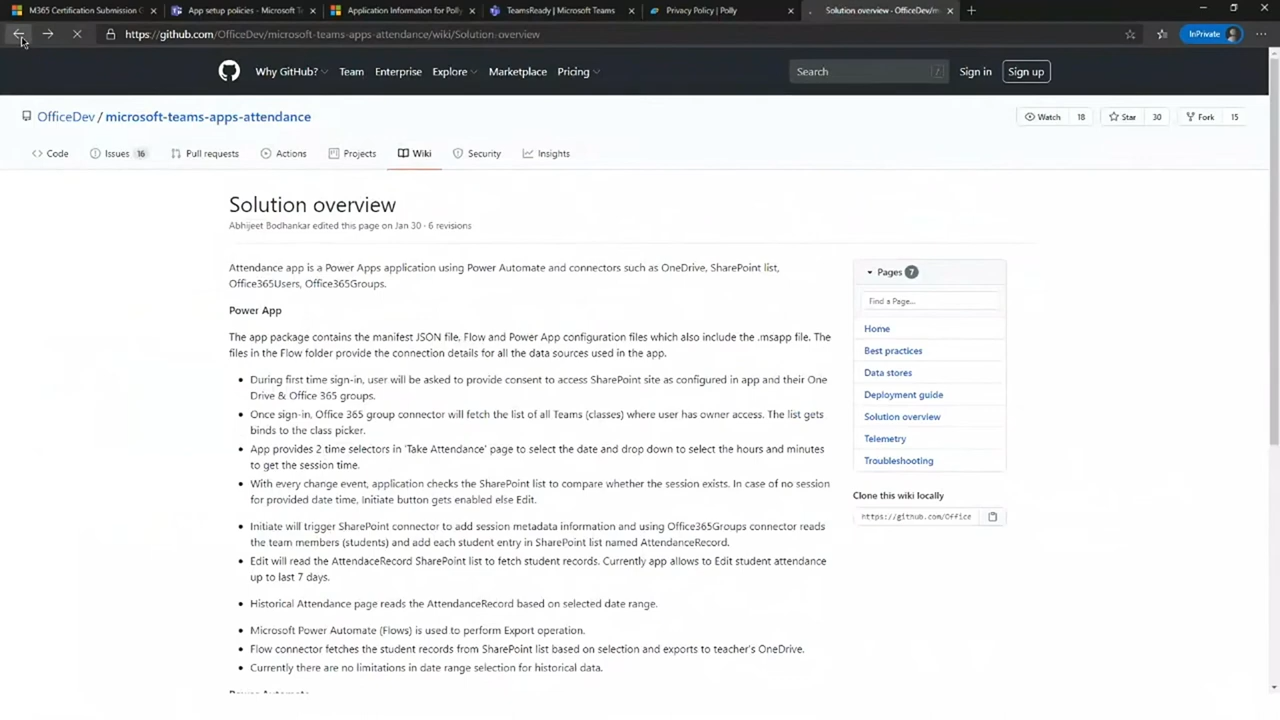 M365 Certification Submission
App setup policies - Microsoft T
Application Information for Polly
TeamsReady | Microsoft Teams
Privacy Policy | Polly
Solution overview - OfficeDev/m
https://github.com/OfficeDev/microsoft-teams-apps-attendance/wiki/Solution-overview
InPrivate
Why GitHub?
Team
Enterprise
Explore
Marketplace
Pricing
Search
/
Sign in
Sign up
OfficeDev / microsoft-teams-apps-attendance
Watch 18
Star 30
Fork 15
Code
Issues 16
Pull requests
Actions
Projects
Wiki
Security
Insights
Solution overview
Abhijeet Bodhankar edited this page on Jan 30 · 6 revisions
Attendance app is a Power Apps application using Power Automate and connectors such as OneDrive, SharePoint list,
Office365Users, Office365Groups.
Power App
The app package contains the manifest JSON file, Flow and Power App configuration files which also include the .msapp file. The
files in the Flow folder provide the connection details for all the data sources used in the app.
• During first time sign-in, user will be asked to provide consent to access SharePoint site as configured in app and their One
Drive & Office 365 groups.
• Once sign-in, Office 365 group connector will fetch the list of all Teams (classes) where user has owner access. The list gets
binds to the class picker.
• App provides 2 time selectors in 'Take Attendance' page to select the date and drop down to select the hours and minutes
to get the session time.
• With every change event, application checks the SharePoint list to compare whether the session exists. In case of no session
for provided date time, Initiate button gets enabled else Edit.
• Initiate will trigger SharePoint connector to add session metadata information and using Office365Groups connector reads
the team members (students) and add each student entry in SharePoint list named AttendanceRecord.
• Edit will read the AttendaceRecord SharePoint list to fetch student records. Currently app allows to Edit student attendance
up to last 7 days.
• Historical Attendance page reads the AttendanceRecord based on selected date range.
• Microsoft Power Automate (Flows) is used to perform Export operation.
• Flow connector fetches the student records from SharePoint list based on selection and exports to teacher's OneDrive.
• Currently there are no limitations in date range selection for historical data.
Power Automate
Pages 7
Find a Page...
Home
Best practices
Data stores
Deployment guide
Solution overview
Telemetry
Troubleshooting
Clone this wiki locally
https://github.com/Office